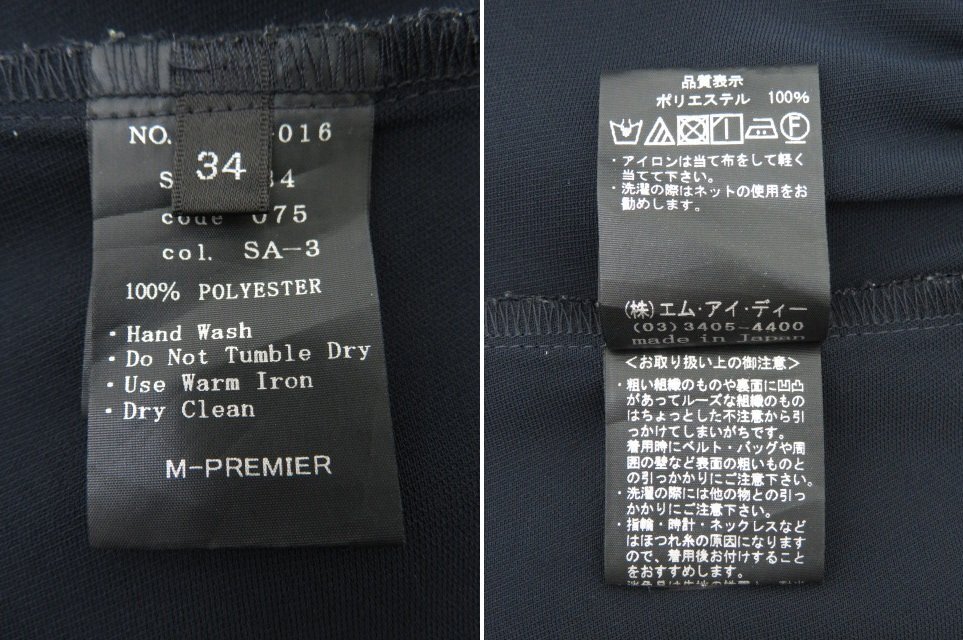 NO. 016
34
code 075
col. SA-3
100% POLYESTER
・Hand Wash
・Do Not Tumble Dry
・Use Warm Iron
・Dry Clean
M-PREMIER
品質表示
ポリエステル 100%
・アイロンは当て布をして軽く
当てて下さい。
・洗濯の際はネットの使用をお
勧めします。
(株)エム・アイ・ディー
(03)3405-4400
made in Japan
<お取り扱い上の御注意>
・粗い組織のものや裏面に凹凸
があってルーズな組織のもの
はちょっとした不注意から引
っかけてしまいがちです。
着用時にベルト・バッグや周
囲の壁など表面の粗いものと
の引っかかりにご注意下さい。
・洗濯の際には他の物との引っ
かかりにご注意下さい。
・指輪・時計・ネックレスなど
はほつれ糸の原因になります
ので、着用後お付けすること
をおすすめします。